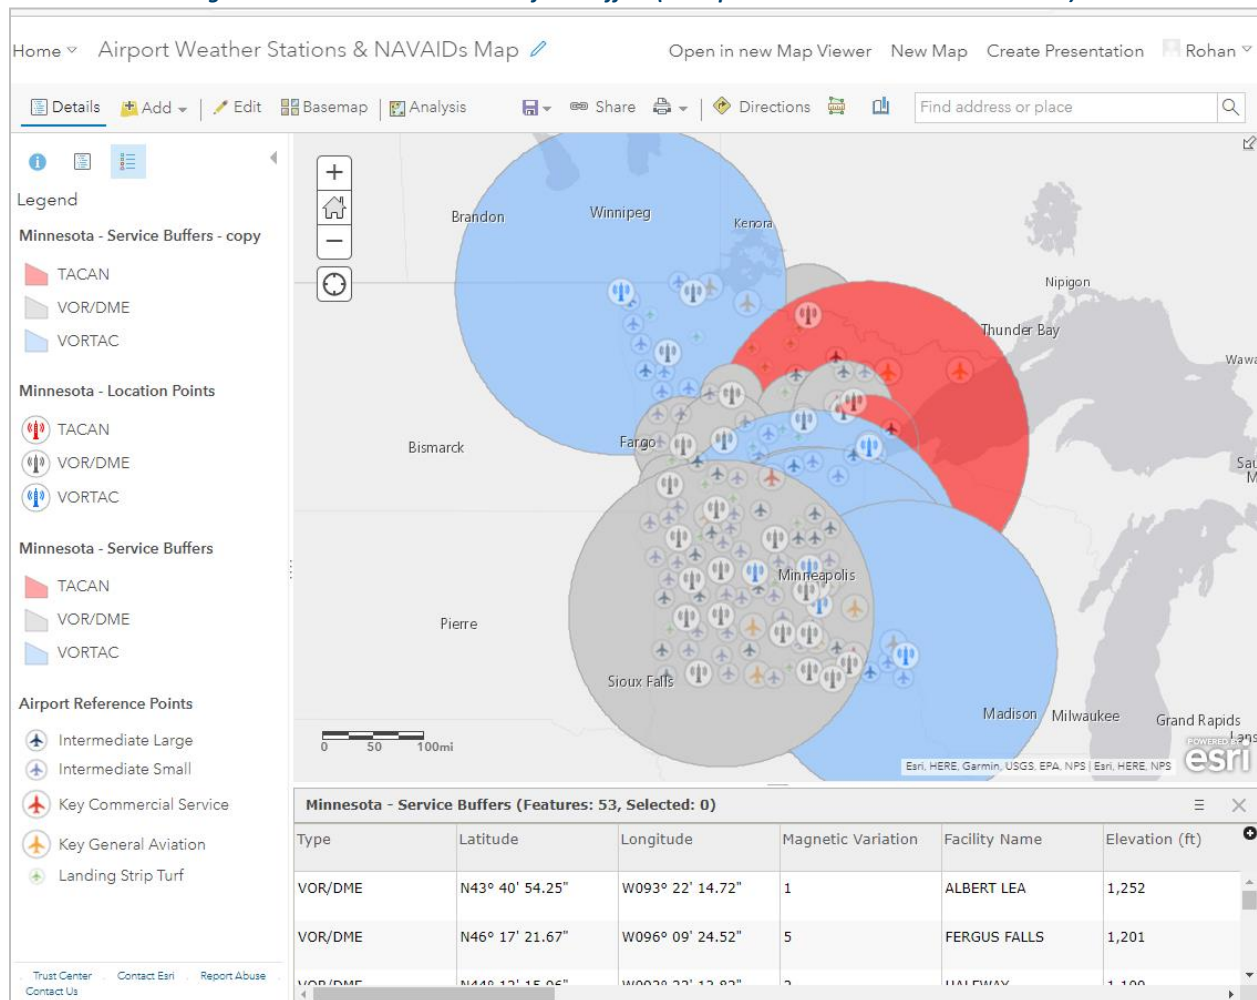 Home Airport Weather Stations & NAVAIDs Map Open in new Map Viewer New Map Create Presentation Rohan
Details Add Edit Basemap Analysis Share Directions Find address or place
Legend
Minnesota - Service Buffers - copy
TACAN
VOR/DME
VORTAC
Minnesota - Location Points
TACAN
VOR/DME
VORTAC
Minnesota - Service Buffers
TACAN
VOR/DME
VORTAC
Airport Reference Points
Intermediate Large
Intermediate Small
Key Commercial Service
Key General Aviation
Landing Strip Turf
Trust Center Contact Esri Report Abuse
Contact Us
Brandon Winnipeg Kenora
Nipigon
Thunder Bay
Wawa
Bismarck Fargo
Minneapolis
Pierre
Sioux Falls
Madison Milwaukee Grand Rapids
0 50 100mi
Esri, HERE, Garmin, USGS, EPA, NPS | Esri, HERE, NPS
POWERED BY
esri
Minnesota - Service Buffers (Features: 53, Selected: 0)
Type Latitude Longitude Magnetic Variation Facility Name Elevation (ft)
VOR/DME N43º 40' 54.25" W093º 22' 14.72" 1 ALBERT LEA 1,252
VOR/DME N46º 17' 21.67" W096º 09' 24.52" 5 FERGUS FALLS 1,201